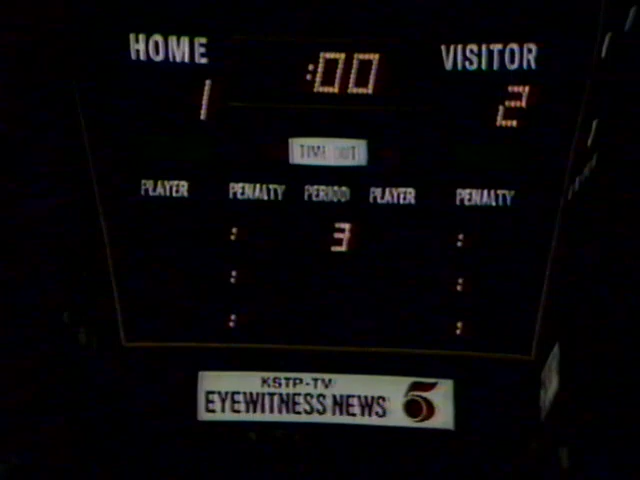 HOME :00 VISITOR
1 2
TIME OUT
PLAYER PENALTY PERIOD PLAYER PENALTY
: 3 :
: :
: :
KSTP-TV
EYEWITNESS NEWS 5